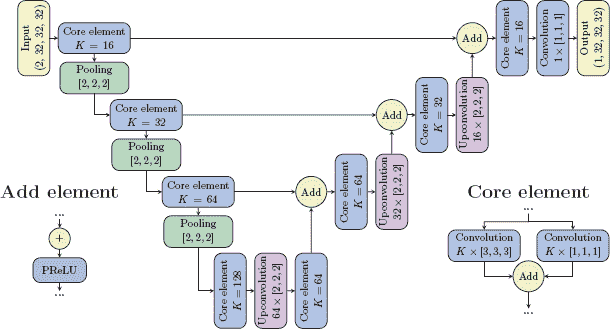 Input
(2, 32, 32, 32)
Core element
K = 16
Pooling
[2, 2, 2]
Core element
K = 32
Pooling
[2, 2, 2]
Core element
K = 64
Pooling
[2, 2, 2]
Core element
K = 128
Upconvolution
64 × [2, 2, 2]
Core element
K = 64
Add
Core element
K = 64
Upconvolution
32 × [2, 2, 2]
Add
Core element
K = 32
Upconvolution
16 × [2, 2, 2]
Add
Core element
K = 16
Convolution
1 × [1, 1, 1]
Output
(1, 32, 32, 32)
Add element
...
+
PReLU
...
Core element
...
Convolution
K × [3, 3, 3]
Convolution
K × [1, 1, 1]
Add
...